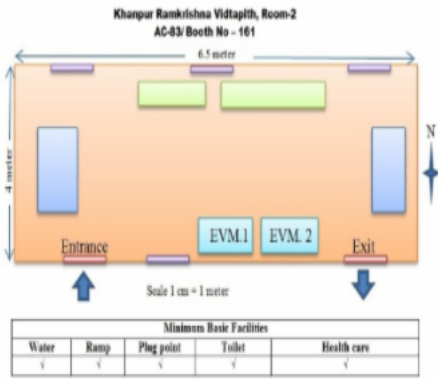 Khanpur Ramkrishna Vidtapith, Room-2
AC-83/ Booth No - 161
6.5 meter
4 meter
N
EVM.1 EVM. 2
Entrance Exit
Scale 1 cm = 1 meter
Minimum Basic Facilities
Water Ramp Plug point Toilet Health care
√ √ √ √ √